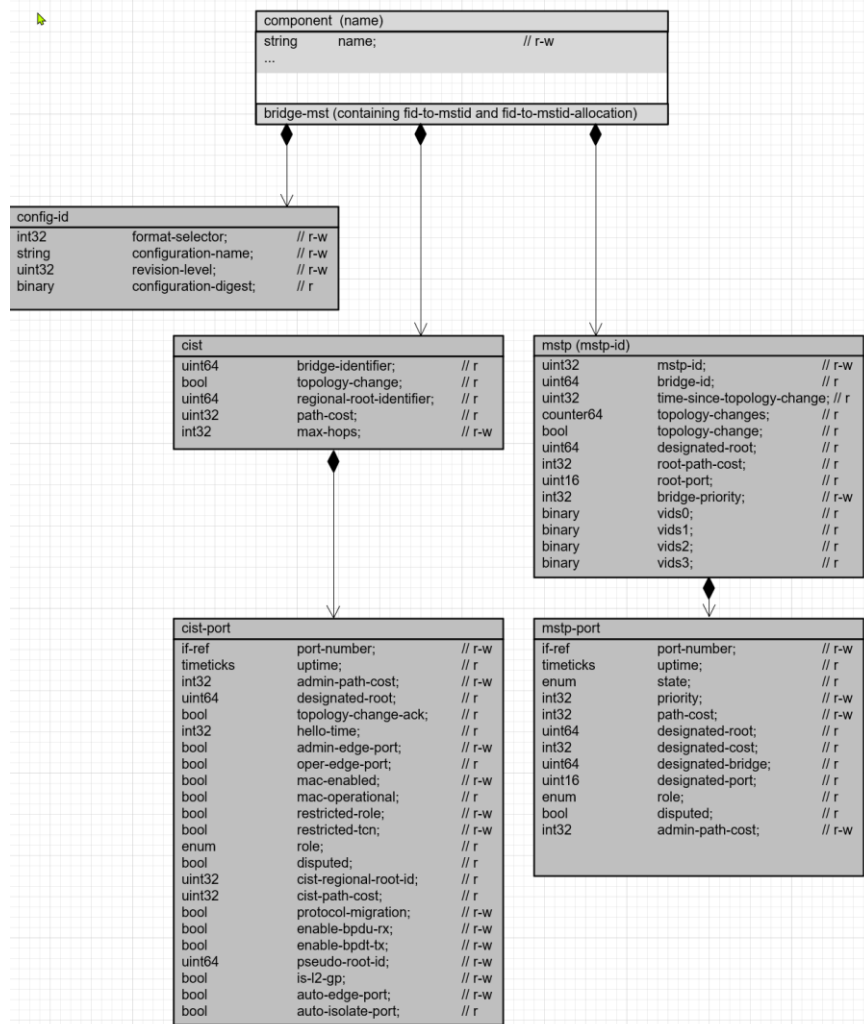 component (name)
string name; // r-w
...
bridge-mst (containing fid-to-mstid and fid-to-mstid-allocation)
config-id
int32 format-selector; // r-w
string configuration-name; // r-w
uint32 revision-level; // r-w
binary configuration-digest; // r
cist
uint64 bridge-identifier; // r
bool topology-change; // r
uint64 regional-root-identifier; // r
uint32 path-cost; // r
int32 max-hops; // r-w
mstp (mstp-id)
uint32 mstp-id; // r-w
uint64 bridge-id; // r
uint32 time-since-topology-change; // r
counter64 topology-changes; // r
bool topology-change; // r
uint64 designated-root; // r
int32 root-path-cost; // r
uint16 root-port; // r
int32 bridge-priority; // r-w
binary vids0; // r
binary vids1; // r
binary vids2; // r
binary vids3; // r
cist-port
if-ref port-number; // r-w
timeticks uptime; // r
int32 admin-path-cost; // r-w
uint64 designated-root; // r
bool topology-change-ack; // r
int32 hello-time; // r
bool admin-edge-port; // r-w
bool oper-edge-port; // r
bool mac-enabled; // r-w
bool mac-operational; // r
bool restricted-role; // r-w
bool restricted-tcn; // r-w
enum role; // r
bool disputed; // r
uint32 cist-regional-root-id; // r
uint32 cist-path-cost; // r
bool protocol-migration; // r-w
bool enable-bpdu-rx; // r-w
bool enable-bpdt-tx; // r-w
uint64 pseudo-root-id; // r-w
bool is-l2-gp; // r-w
bool auto-edge-port; // r-w
bool auto-isolate-port; // r
mstp-port
if-ref port-number; // r-w
timeticks uptime; // r
enum state; // r
int32 priority; // r-w
int32 path-cost; // r-w
uint64 designated-root; // r
int32 designated-cost; // r
uint64 designated-bridge; // r
uint16 designated-port; // r
enum role; // r
bool disputed; // r
int32 admin-path-cost; // r-w